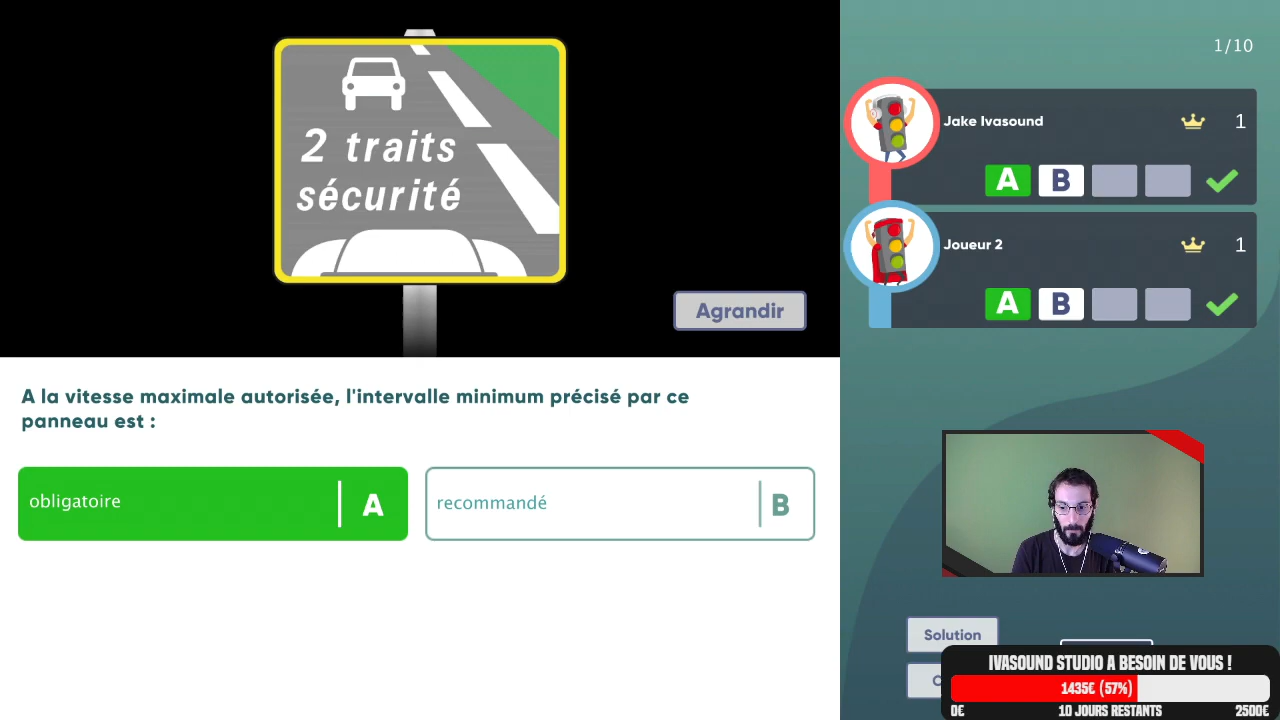 2 traits
sécurité
Agrandir
A la vitesse maximale autorisée, l'intervalle minimum précisé par ce
panneau est :
obligatoire A
recommandé B
1/10
Jake Ivasound 1
A B
Joueur 2 1
A B
Solution
IVASOUND STUDIO A BESOIN DE VOUS !
1435€ (57%)
0€ 10 JOURS RESTANTS 2500€